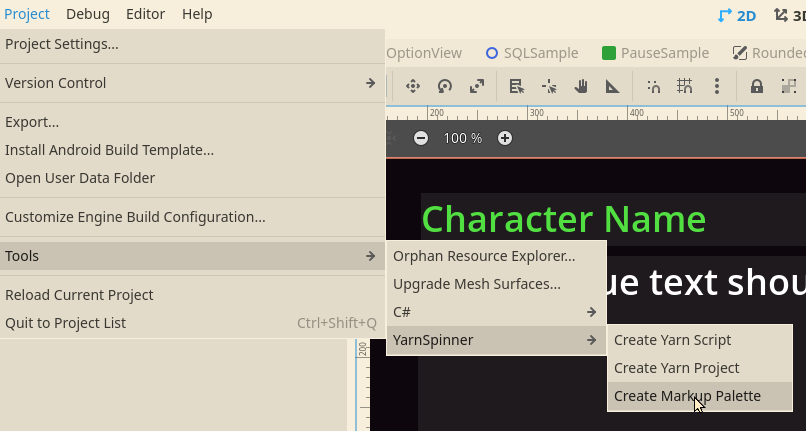 Project Debug Editor Help 2D 3D
Project Settings...
OptionView SQLSample PauseSample Rounded
Version Control
200 300 400 500
Export...
100 %
Install Android Build Template...
Open User Data Folder
Customize Engine Build Configuration...
Character Name
Tools
Orphan Resource Explorer...
ue text shou
Upgrade Mesh Surfaces...
Reload Current Project
C#
Quit to Project List Ctrl+Shift+Q
YarnSpinner
Create Yarn Script
200
Create Yarn Project
Create Markup Palette